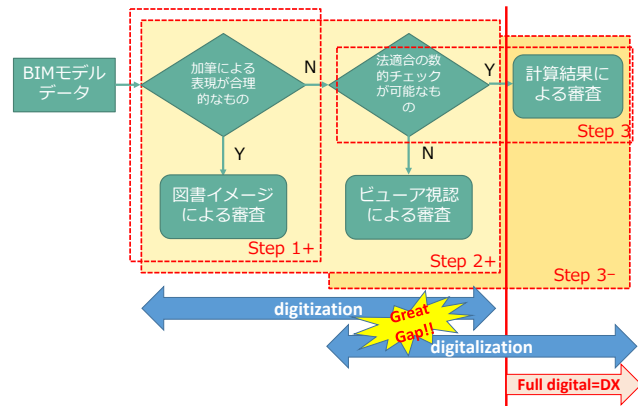 BIMモデル
データ
加筆による
表現が合理
的なもの
N
法適合の数
的チェック
が可能なも
の
Y
計算結果に
よる審査
Step 3
Y
N
図書イメージ
による審査
ビューア視認
による審査
Step 1+
Step 2+
Step 3-
digitization
Great
Gap!!
digitalization
Full digital=DX